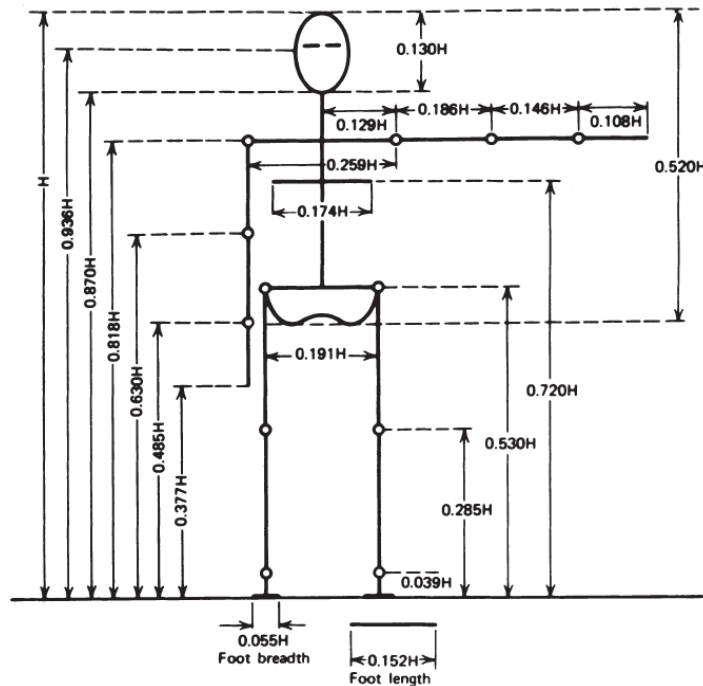 0.130H
0.186H
0.146H
0.129H
0.108H
0.259H
0.520H
0.174H
H
0.936H
0.870H
0.818H
0.630H
0.485H
0.377H
0.191H
0.720H
0.530H
0.285H
0.039H
0.055H
Foot breadth
0.152H
Foot length